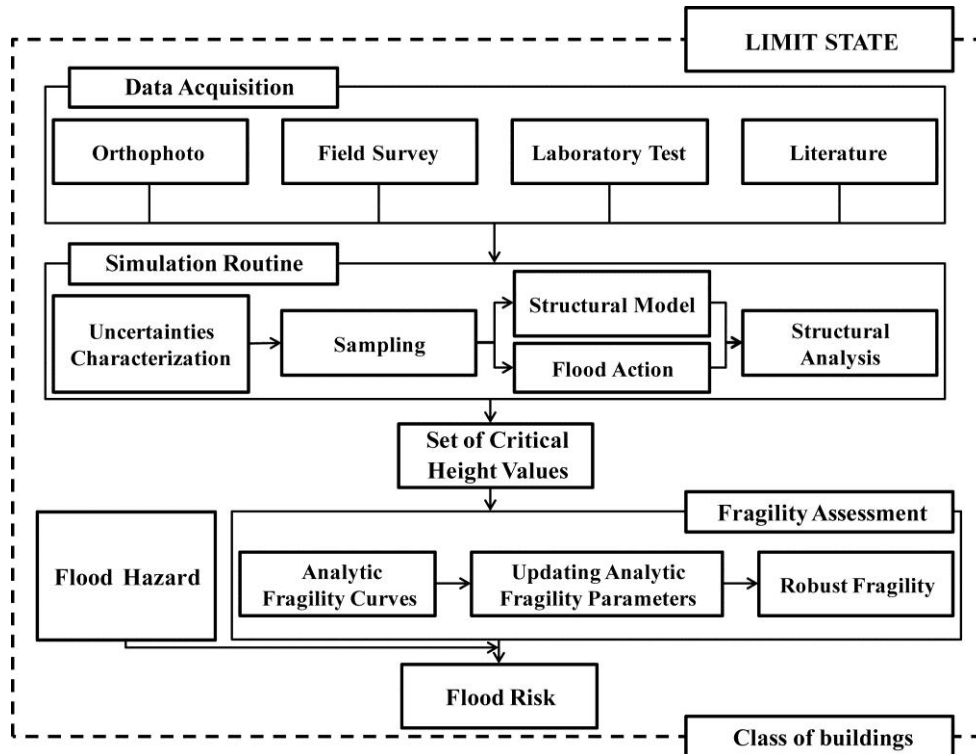 LIMIT STATE
Data Acquisition
Orthophoto
Field Survey
Laboratory Test
Literature
Simulation Routine
Uncertainties
Characterization
Sampling
Structural Model
Flood Action
Structural
Analysis
Set of Critical
Height Values
Flood Hazard
Fragility Assessment
Analytic
Fragility Curves
Updating Analytic
Fragility Parameters
Robust Fragility
Flood Risk
Class of buildings